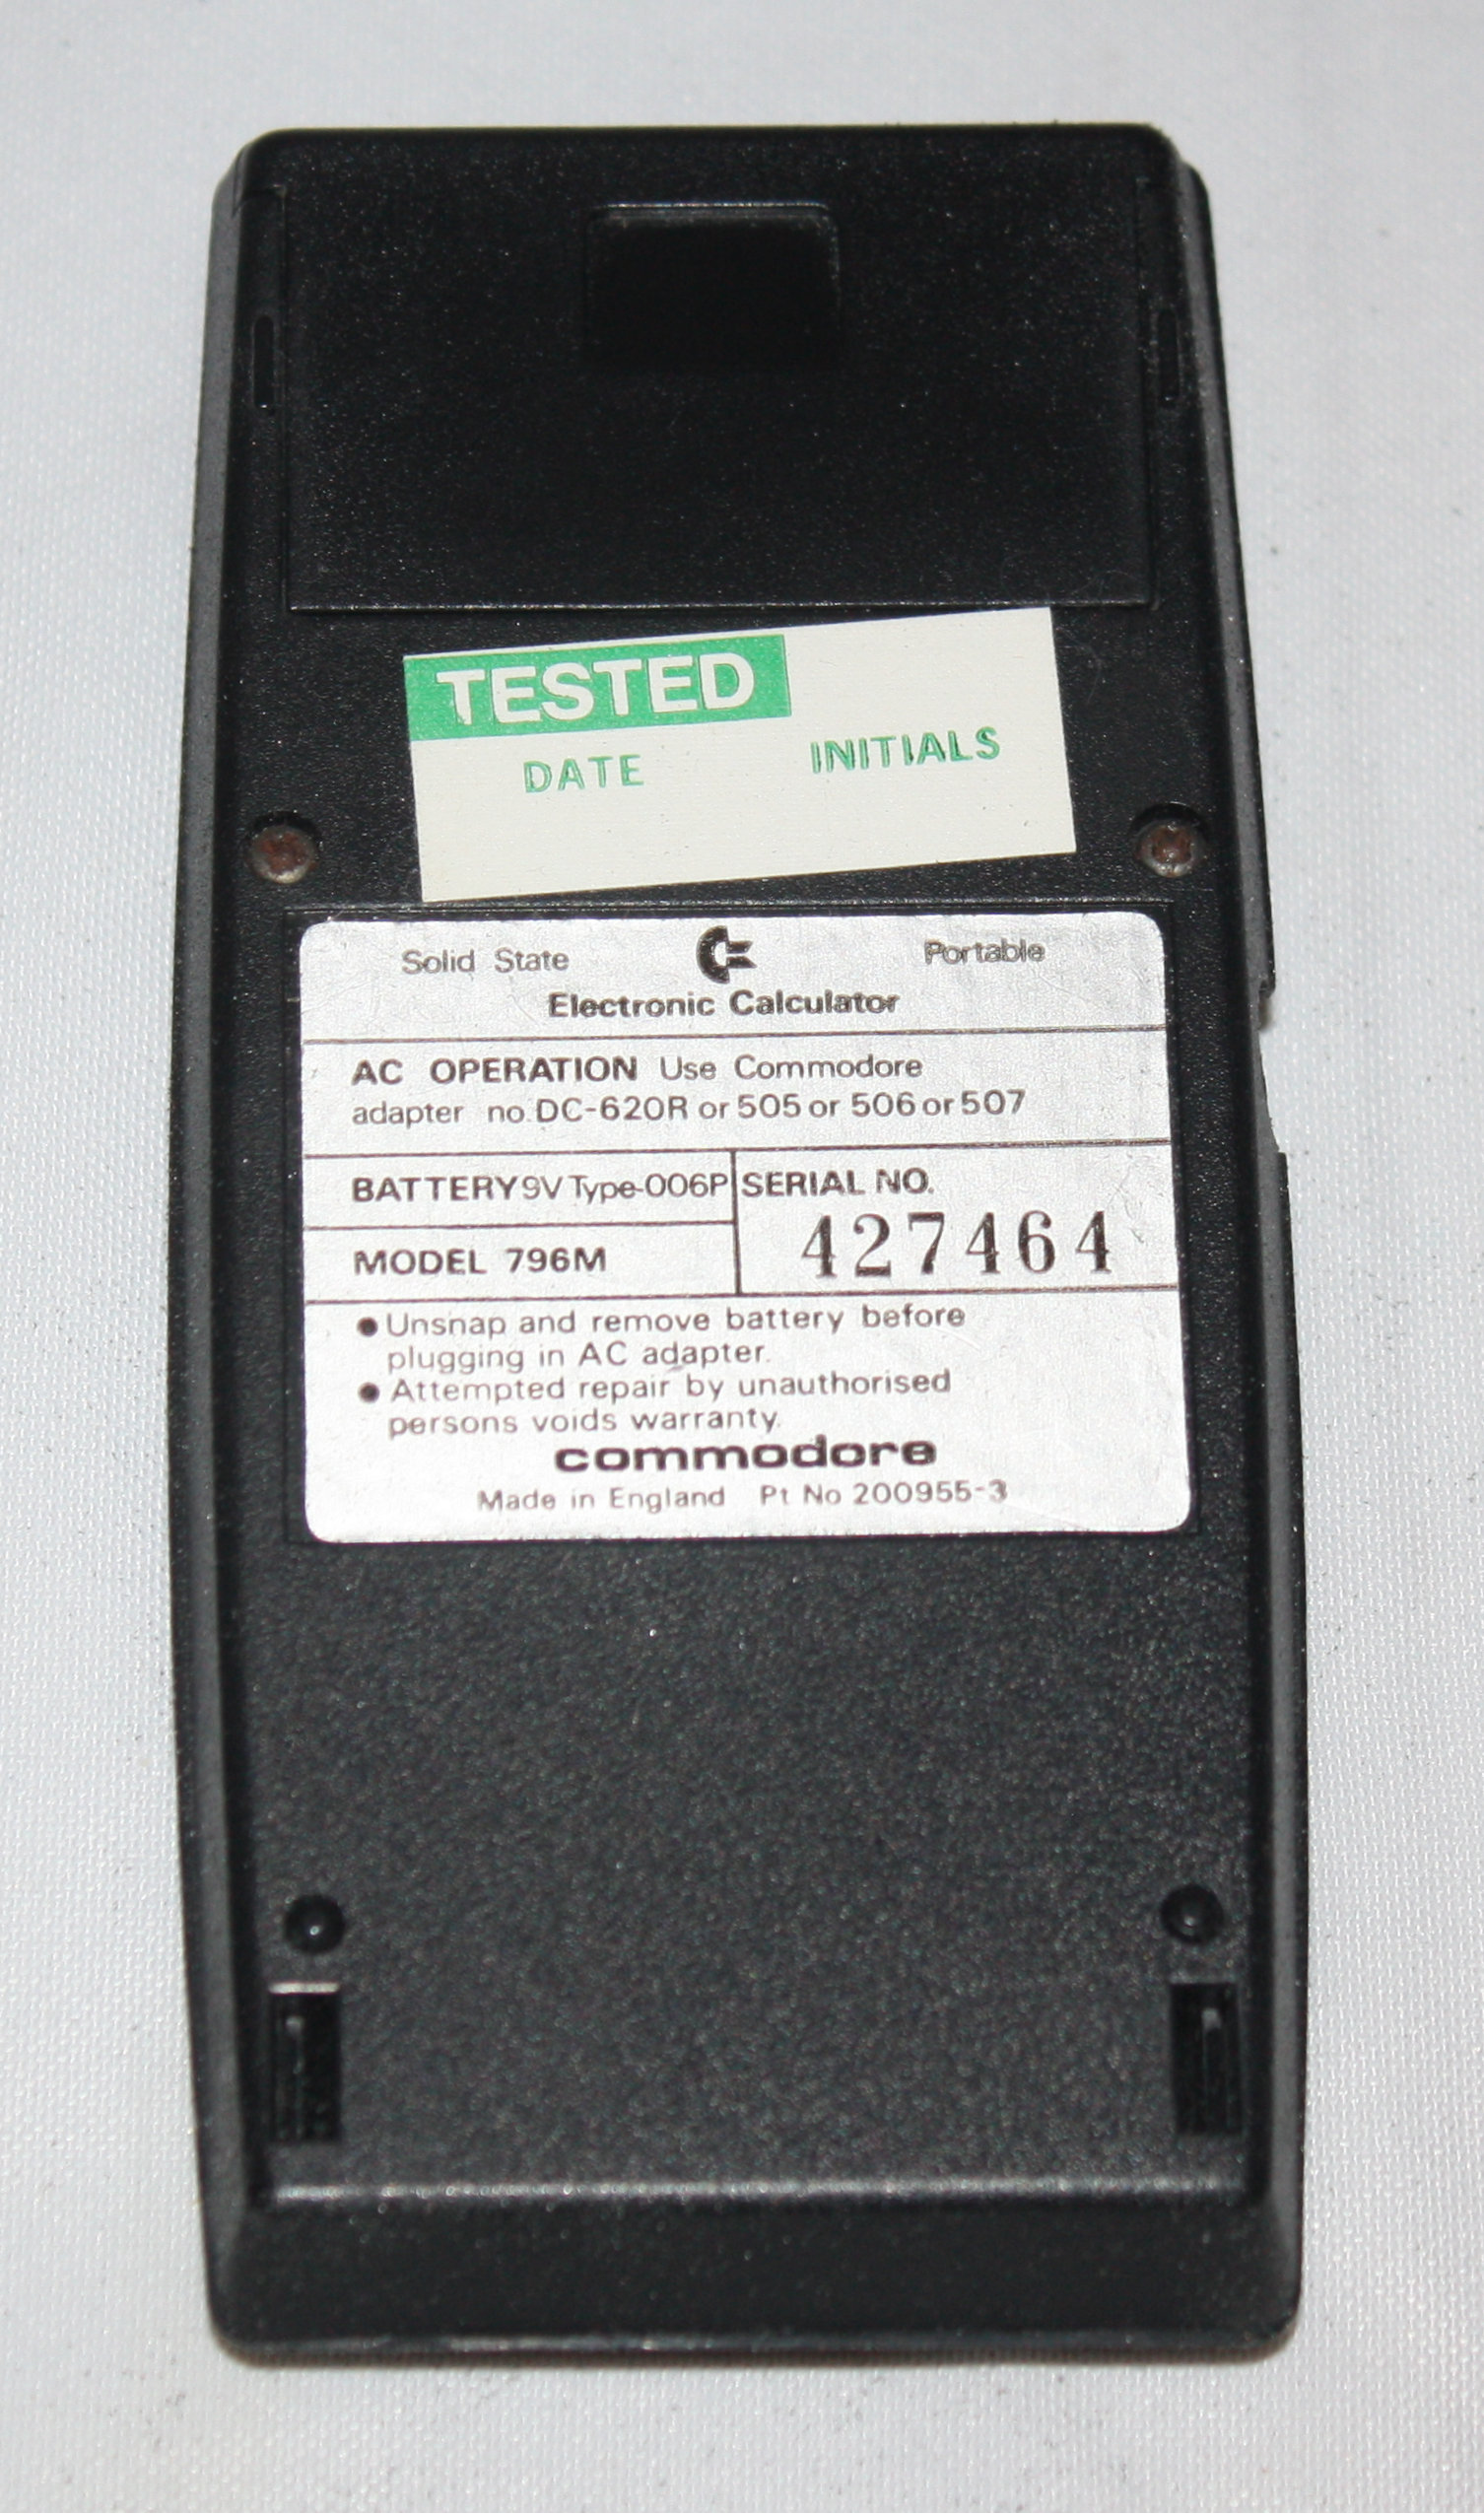 TESTED
DATE INITIALS
Solid State Portable
Electronic Calculator
AC OPERATION Use Commodore
adapter no. DC-620R or 505 or 506 or 507
BATTERY 9V Type-006P SERIAL NO.
427464
MODEL 796M
● Unsnap and remove battery before
plugging in AC adapter.
● Attempted repair by unauthorised
persons voids warranty.
commodore
Made in England Pt No 200955-3